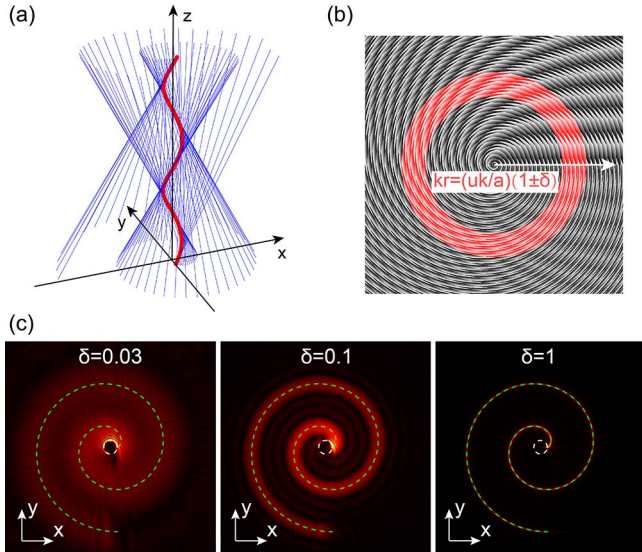 (a)
z
y
x
(b)
kr=(uk/a)(1±δ)
(c)
δ=0.03
δ=0.1
δ=1
y
x
y
x
y
x